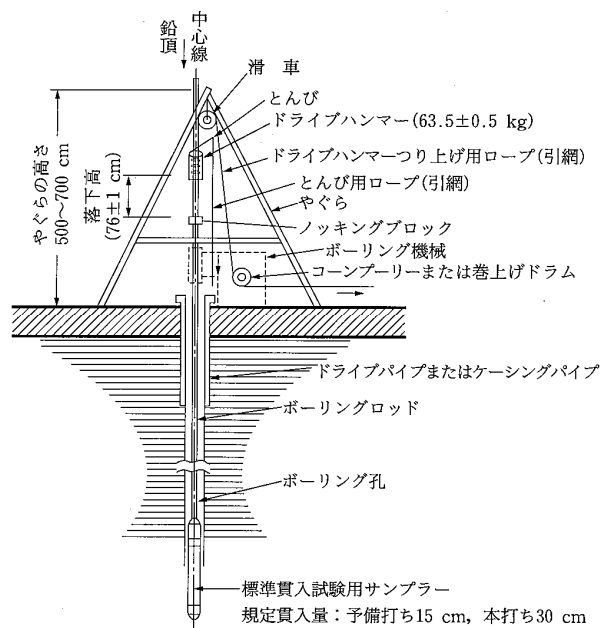 中心線
鉛頂
滑車
とんび
ドライブハンマー(63.5±0.5 kg)
ドライブハンマーつり上げ用ロープ(引網)
とんび用ロープ(引網)
やぐら
ノッキングブロック
ボーリング機械
コーンプーリーまたは巻上げドラム
やぐらの高さ
500〜700 cm
落下高
(76±1 cm)
ドライブパイプまたはケーシングパイプ
ボーリングロッド
ボーリング孔
標準貫入試験用サンプラー
規定貫入量：予備打ち15 cm，本打ち30 cm